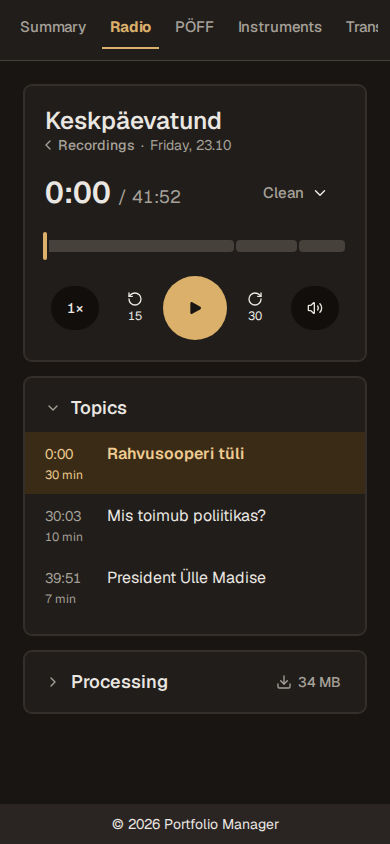 Summary Radio PÖFF Instruments Trans
Keskpäevatund
Recordings · Friday, 23.10
0:00 / 41:52 Clean
1×
15
30
Topics
0:00 Rahvusooperi tüli
30 min
30:03 Mis toimub poliitikas?
10 min
39:51 President Ülle Madise
7 min
Processing 34 MB
© 2026 Portfolio Manager